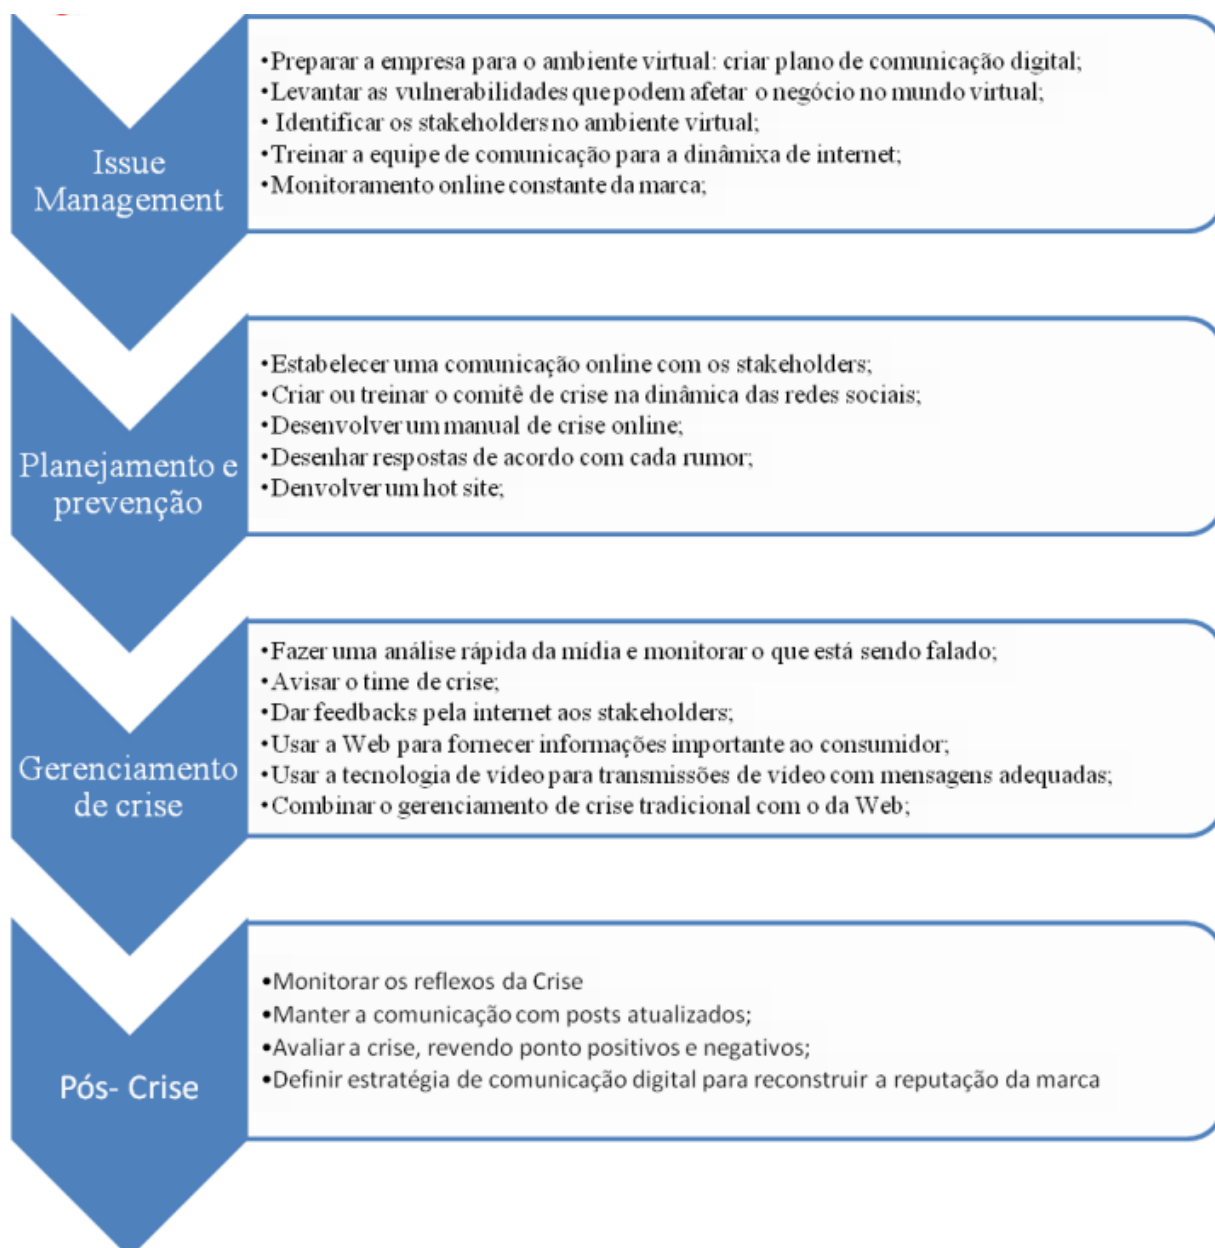 Issue
Management
•Preparar a empresa para o ambiente virtual: criar plano de comunicação digital;
•Levantar as vulnerabilidades que podem afetar o negócio no mundo virtual;
• Identificar os stakeholders no ambiente virtual;
•Treinar a equipe de comunicação para a dinâmixa de internet;
•Monitoramento online constante da marca;
Planejamento e
prevenção
•Estabelecer uma comunicação online com os stakeholders;
•Criar ou treinar o comitê de crise na dinâmica das redes sociais;
•Desenvolver um manual de crise online;
•Desenhar respostas de acordo com cada rumor;
•Denvolver um hot site;
Gerenciamento
de crise
•Fazer uma análise rápida da mídia e monitorar o que está sendo falado;
•Avisar o time de crise;
•Dar feedbacks pela internet aos stakeholders;
•Usar a Web para fornecer informações importante ao consumidor;
•Usar a tecnologia de vídeo para transmissões de vídeo com mensagens adequadas;
•Combinar o gerenciamento de crise tradicional com o da Web;
Pós- Crise
•Monitorar os reflexos da Crise
•Manter a comunicação com posts atualizados;
•Avaliar a crise, revendo ponto positivos e negativos;
•Definir estratégia de comunicação digital para reconstruir a reputação da marca